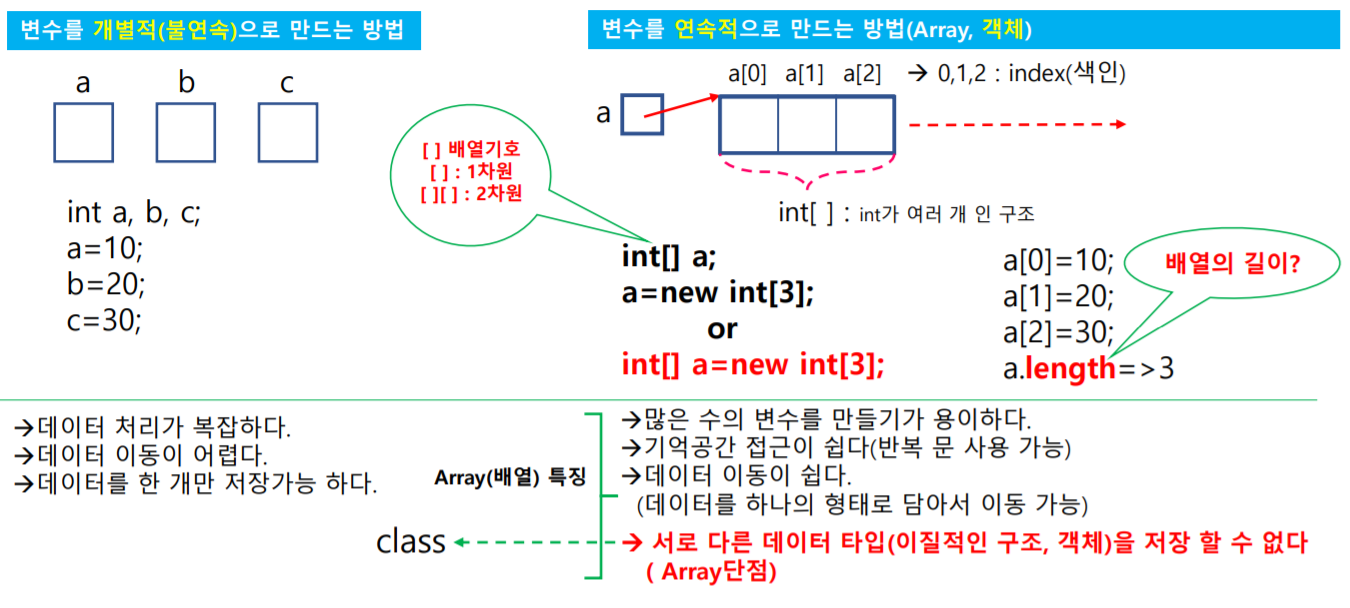 변수를 개별적(불연속)으로 만드는 방법
a b c
int a, b, c;
a=10;
b=20;
c=30;
변수를 연속적으로 만드는 방법(Array, 객체)
a[0] a[1] a[2] → 0,1,2 : index(색인)
a
[ ] 배열기호
[ ] : 1차원
[ ][ ] : 2차원
int[ ] : int가 여러 개 인 구조
int[] a;
a=new int[3];
or
int[] a=new int[3];
a[0]=10;
a[1]=20;
a[2]=30;
a.length=>3
배열의 길이?
→데이터 처리가 복잡하다.
→데이터 이동이 어렵다.
→데이터를 한 개만 저장가능 하다.
Array(배열) 특징
→많은 수의 변수를 만들기가 용이하다.
→기억공간 접근이 쉽다(반복 문 사용 가능)
→데이터 이동이 쉽다.
(데이터를 하나의 형태로 담아서 이동 가능)
class
→ 서로 다른 데이터 타입(이질적인 구조, 객체)을 저장 할 수 없다
( Array단점)